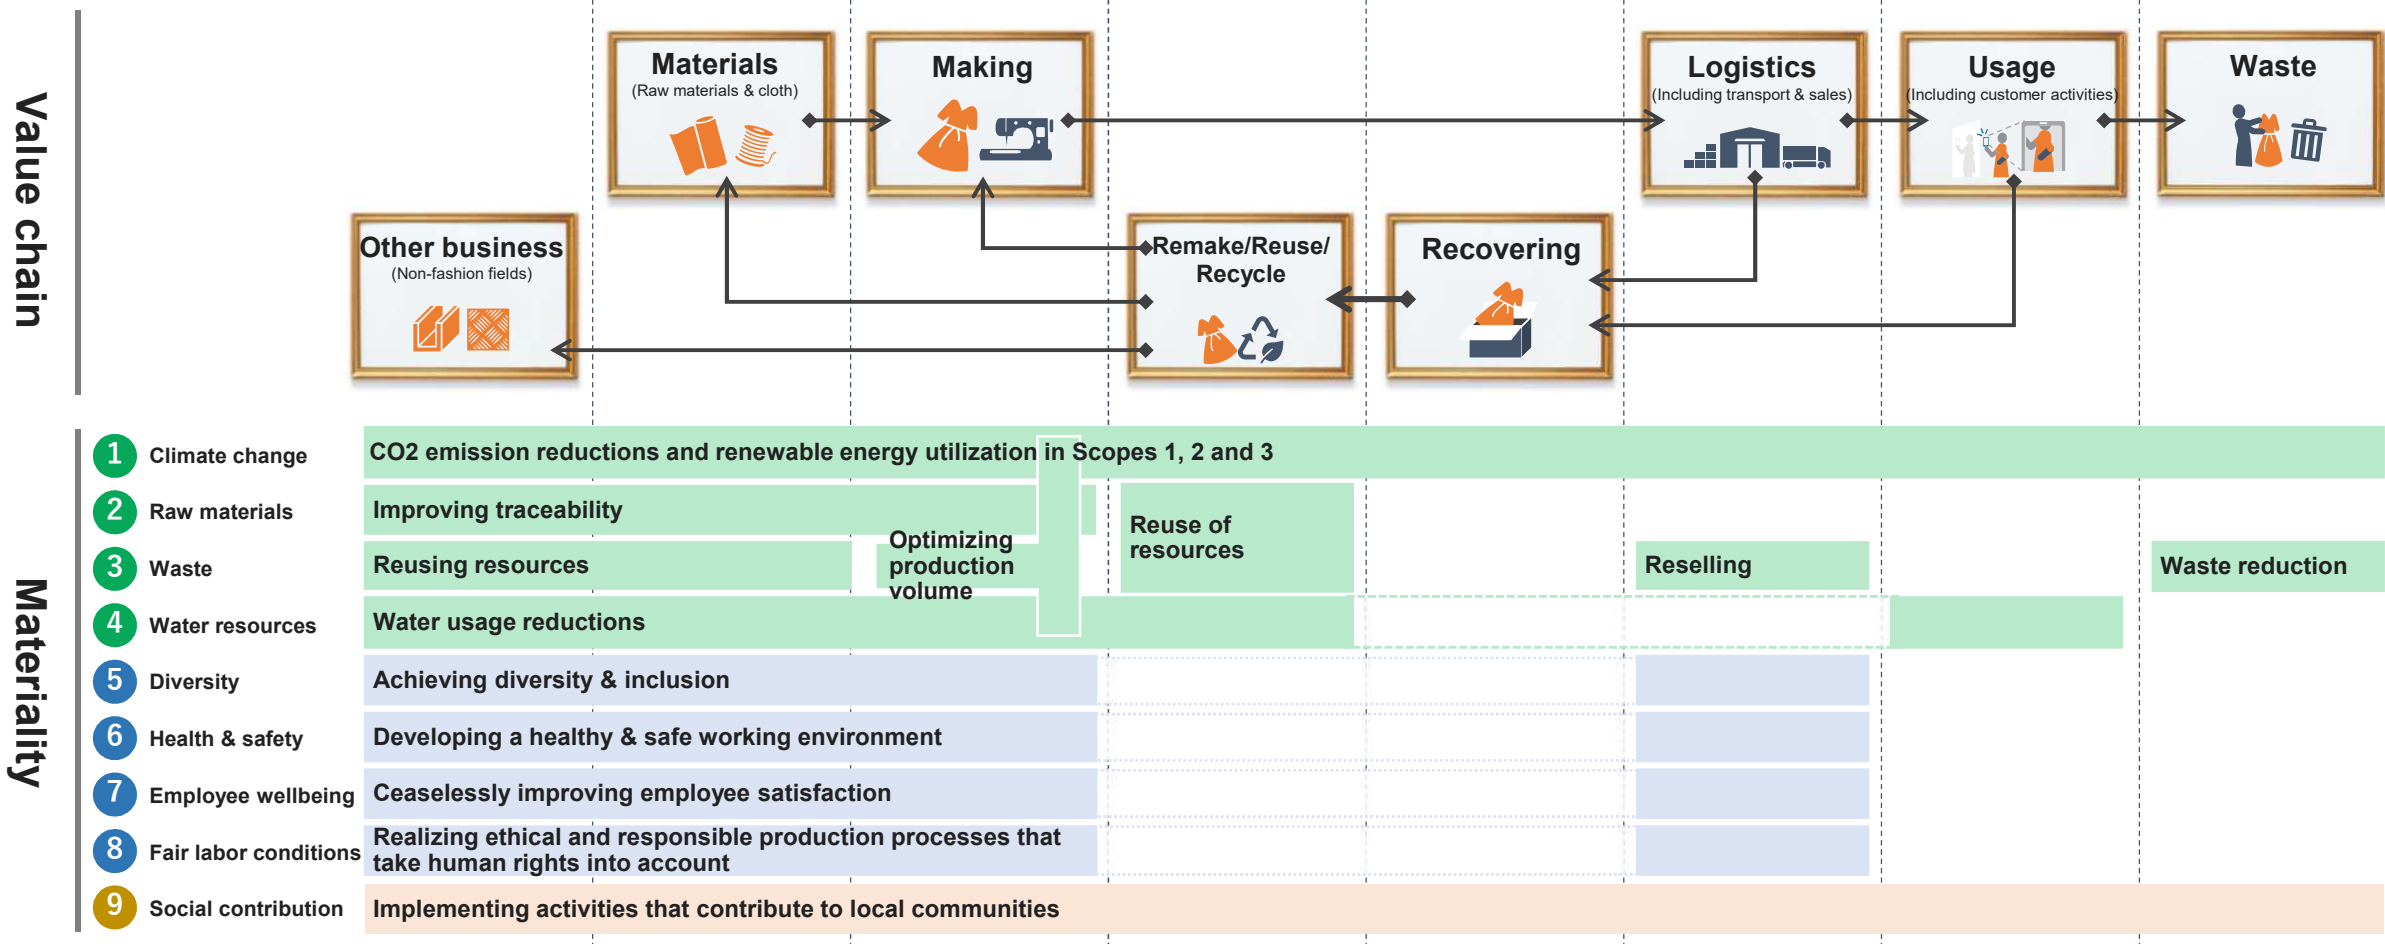 Value chain
Materials
(Raw materials & cloth)
Making
Logistics
(Including transport & sales)
Usage
(Including customer activities)
Waste
Other business
(Non-fashion fields)
Remake/Reuse/
Recycle
Recovering
Materiality
1 Climate change
CO2 emission reductions and renewable energy utilization in Scopes 1, 2 and 3
2 Raw materials
Improving traceability
Reuse of
resources
3 Waste
Reusing resources
Optimizing
production
volume
Reselling
Waste reduction
4 Water resources
Water usage reductions
5 Diversity
Achieving diversity & inclusion
6 Health & safety
Developing a healthy & safe working environment
7 Employee wellbeing
Ceaselessly improving employee satisfaction
8 Fair labor conditions
Realizing ethical and responsible production processes that
take human rights into account
9 Social contribution
Implementing activities that contribute to local communities